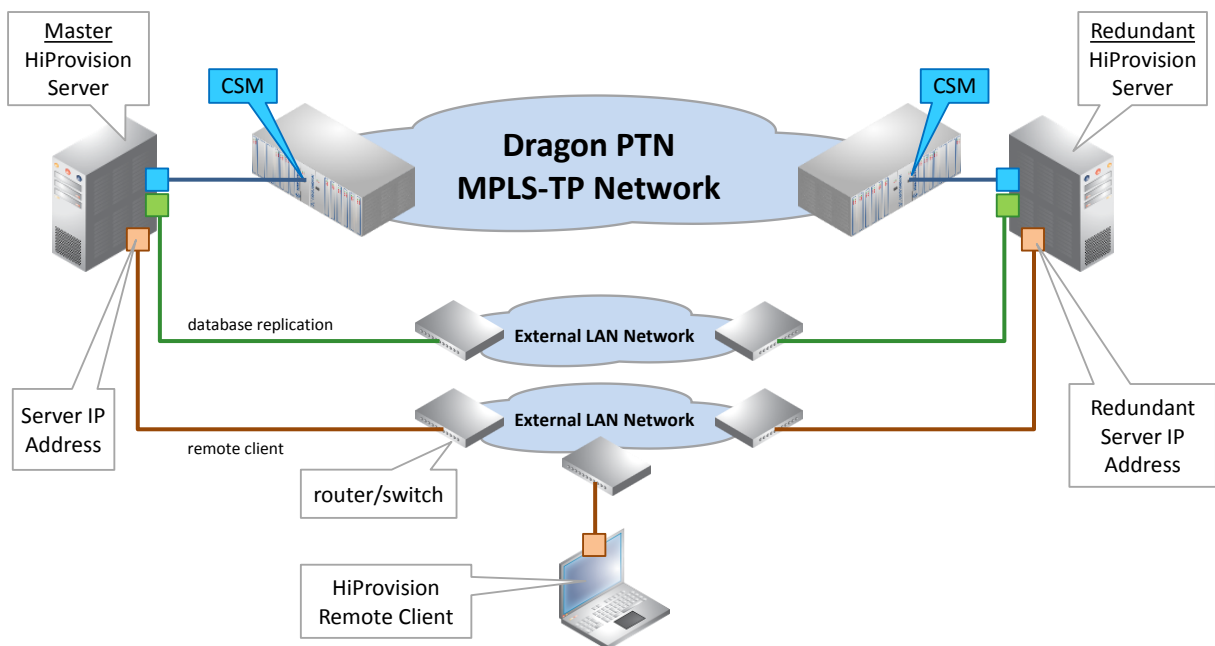 Master
HiProvision
Server
CSM
Dragon PTN
MPLS-TP Network
CSM
Redundant
HiProvision
Server
database replication
External LAN Network
Server IP
Address
remote client
External LAN Network
router/switch
Redundant
Server IP
Address
HiProvision
Remote Client